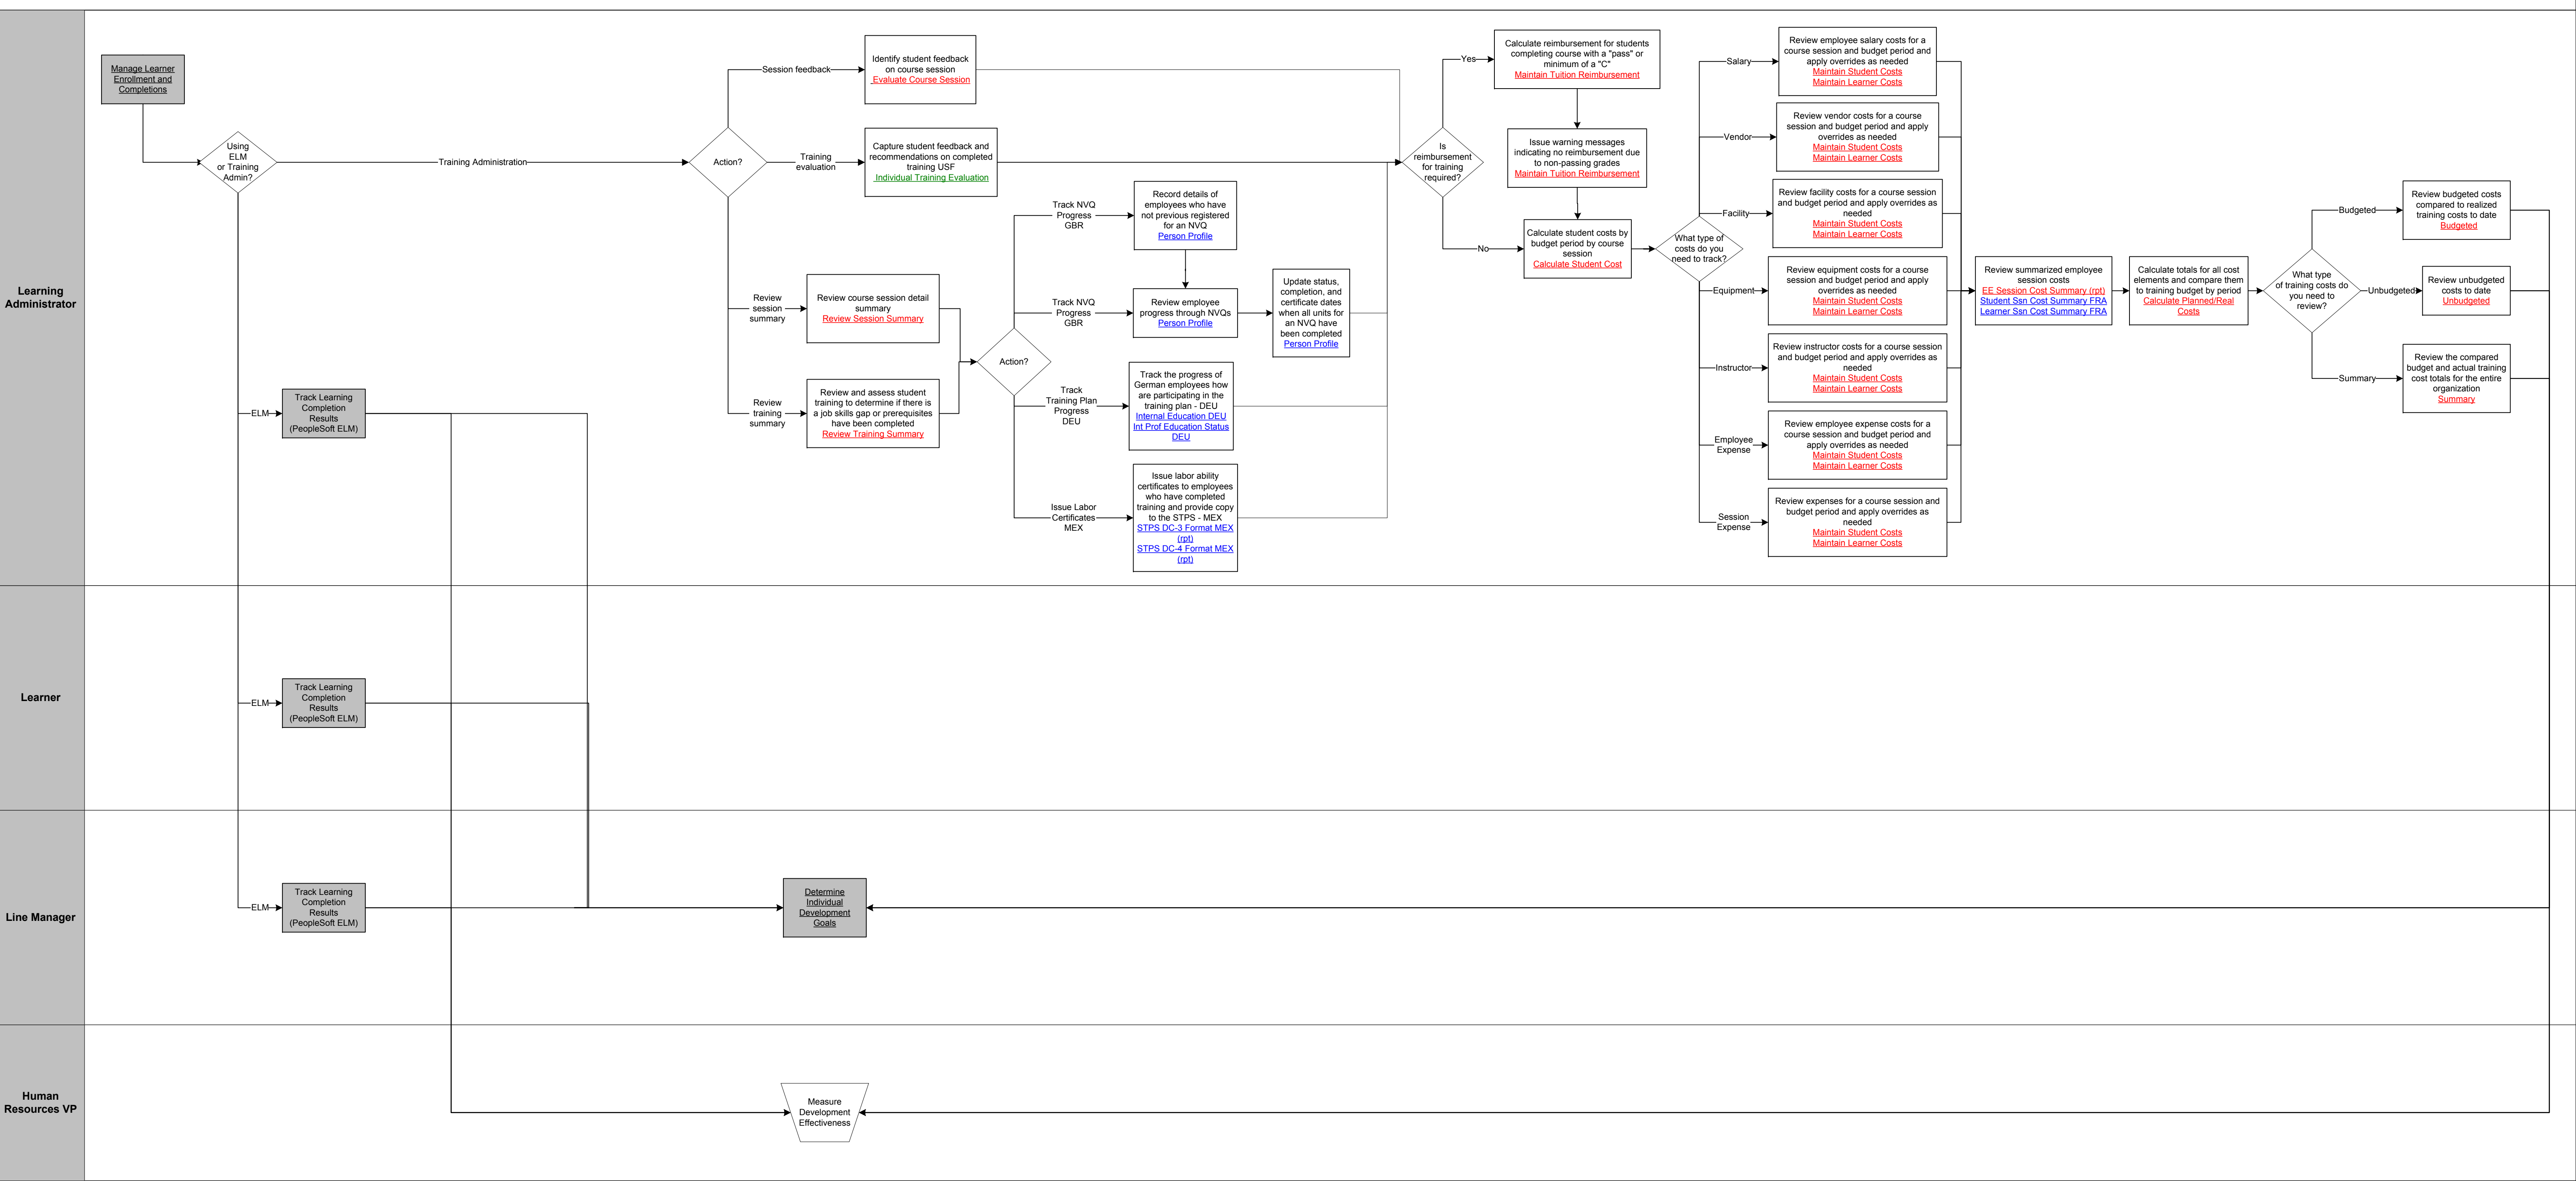 Learning
Administrator
Manage Learner
Enrollment and
Completions
Using
ELM
or Training
Admin?
Training Administration
ELM
Track Learning
Completion
Results
(PeopleSoft ELM)
Action?
Session feedback
Identify student feedback
on course session
Evaluate Course Session
Training
evaluation
Capture student feedback and
recommendations on completed
training USF
Individual Training Evaluation
Review
session
summary
Review course session detail
summary
Review Session Summary
Review
training
summary
Review and assess student
training to determine if there is
a job skills gap or prerequisites
have been completed
Review Training Summary
Action?
Track NVQ
Progress
GBR
Record details of
employees who have
not previous registered
for an NVQ
Person Profile
Track NVQ
Progress
GBR
Review employee
progress through NVQs
Person Profile
Update status,
completion, and
certificate dates
when all units for
an NVQ have
been completed
Person Profile
Track
Training Plan
Progress
DEU
Track the progress of
German employees how
are participating in the
training plan - DEU
Internal Education DEU
Int Prof Education Status
DEU
Issue Labor
Certificates
MEX
Issue labor ability
certificates to employees
who have completed
training and provide copy
to the STPS - MEX
STPS DC-3 Format MEX
(rpt)
STPS DC-4 Format MEX
(rpt)
Is
reimbursement
for training
required?
Yes
Calculate reimbursement for students
completing course with a "pass" or
minimum of a "C"
Maintain Tuition Reimbursement
Issue warning messages
indicating no reimbursement due
to non-passing grades
Maintain Tuition Reimbursement
No
Calculate student costs by
budget period by course
session
Calculate Student Cost
What type of
costs do you
need to track?
Salary
Review employee salary costs for a
course session and budget period and
apply overrides as needed
Maintain Student Costs
Maintain Learner Costs
Vendor
Review vendor costs for a course
session and budget period and apply
overrides as needed
Maintain Student Costs
Maintain Learner Costs
Facility
Review facility costs for a course session
and budget period and apply overrides as
needed
Maintain Student Costs
Maintain Learner Costs
Equipment
Review equipment costs for a course
session and budget period and apply
overrides as needed
Maintain Student Costs
Maintain Learner Costs
Instructor
Review instructor costs for a course session
and budget period and apply overrides as
needed
Maintain Student Costs
Maintain Learner Costs
Employee
Expense
Review employee expense costs for a
course session and budget period and
apply overrides as needed
Maintain Student Costs
Maintain Learner Costs
Session
Expense
Review expenses for a course session and
budget period and apply overrides as
needed
Maintain Student Costs
Maintain Learner Costs
Review summarized employee
session costs
EE Session Cost Summary (rpt)
Student Ssn Cost Summary FRA
Learner Ssn Cost Summary FRA
Calculate totals for all cost
elements and compare them
to training budget by period
Calculate Planned/Real
Costs
What type
of training costs do
you need to
review?
Budgeted
Review budgeted costs
compared to realized
training costs to date
Budgeted
Unbudgeted
Review unbudgeted
costs to date
Unbudgeted
Summary
Review the compared
budget and actual training
cost totals for the entire
organization
Summary
Learner
ELM
Track Learning
Completion
Results
(PeopleSoft ELM)
Line Manager
ELM
Track Learning
Completion
Results
(PeopleSoft ELM)
Determine
Individual
Development
Goals
Human
Resources VP
Measure
Development
Effectiveness